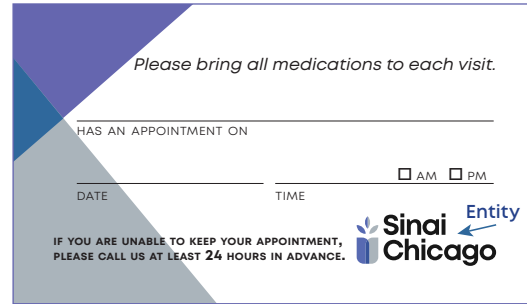 Please bring all medications to each visit.
HAS AN APPOINTMENT ON
AM PM
DATE TIME
Sinai Entity
IF YOU ARE UNABLE TO KEEP YOUR APPOINTMENT,
PLEASE CALL US AT LEAST 24 HOURS IN ADVANCE.
Chicago